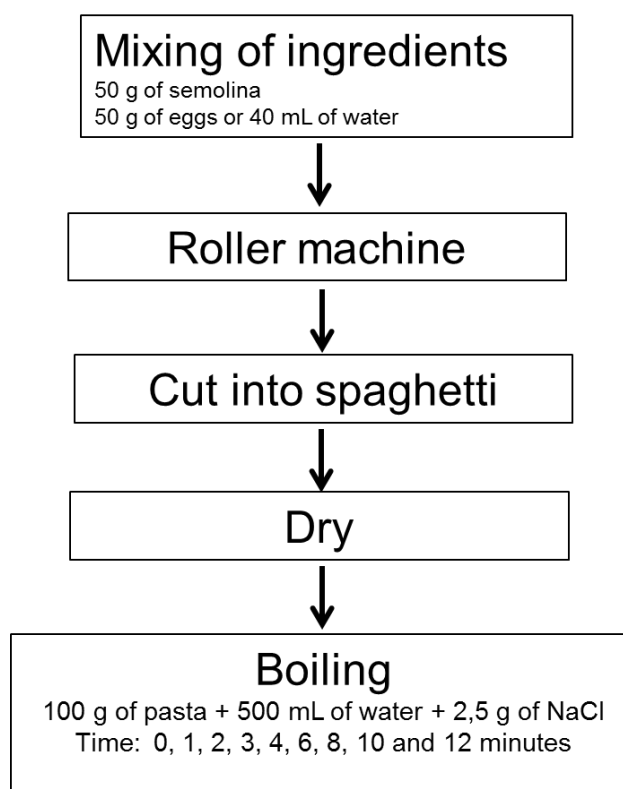 Mixing of ingredients
50 g of semolina
50 g of eggs or 40 mL of water
Roller machine
Cut into spaghetti
Dry
Boiling
100 g of pasta + 500 mL of water + 2,5 g of NaCl
Time: 0, 1, 2, 3, 4, 6, 8, 10 and 12 minutes